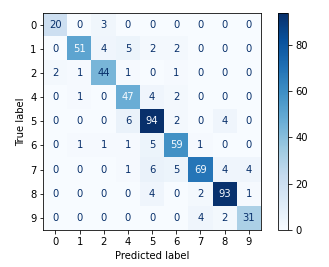 0 20 0 3 0 0 0 0 0 0
1 0 51 4 5 2 2 0 0 0
2 2 1 44 1 0 1 0 0 0
4 0 1 0 47 4 2 0 0 0
5 0 0 0 6 94 2 0 4 0
6 0 1 1 1 5 59 1 0 0
7 0 0 0 1 6 5 69 4 4
8 0 0 0 0 4 0 2 93 1
9 0 0 0 0 0 0 4 2 31
0 1 2 4 5 6 7 8 9
Predicted label
True label
80
60
40
20
0